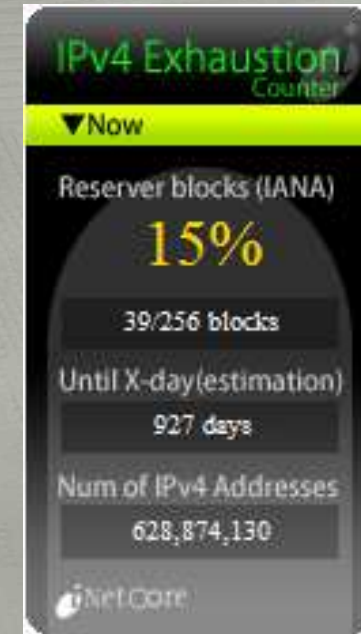 IPv4 Exhaustion
Counter
▼Now
Reserver blocks (IANA)
15%
39/256 blocks
Until X-day(estimation)
927 days
Num of IPv4 Addresses
628,874,130
iNetCore